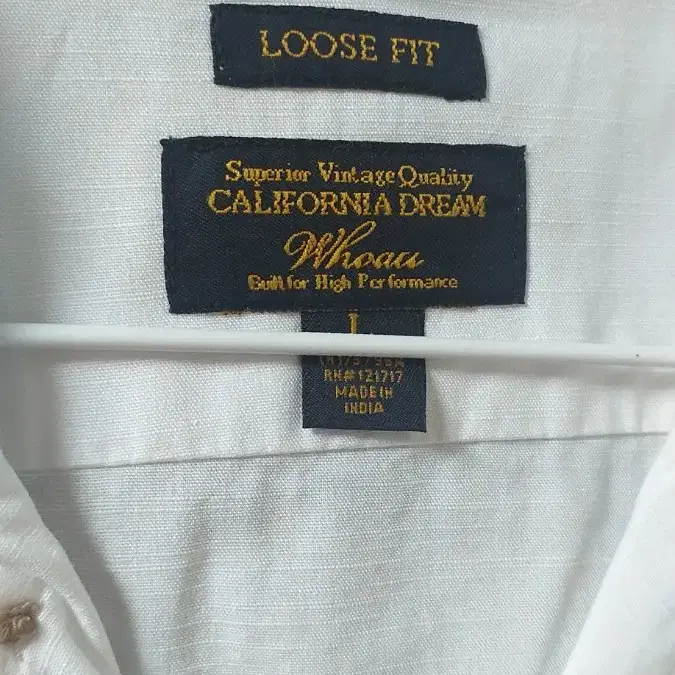 LOOSE FIT
Superior Vintage Quality
CALIFORNIA DREAM
Whoau
Built for High Performance
L
RN#121717
MADE IN
INDIA